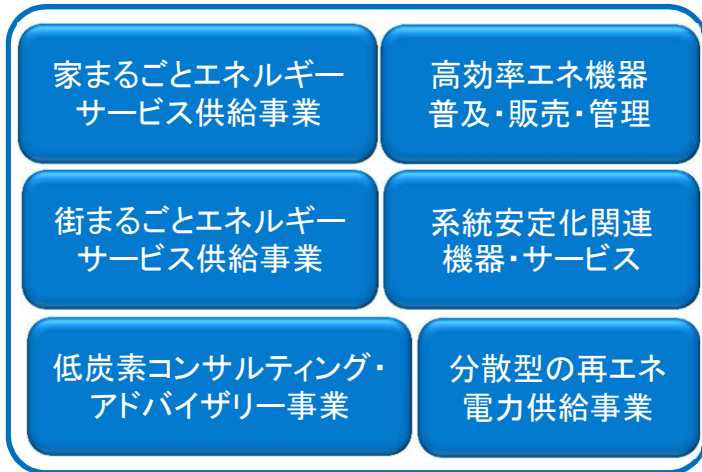 家まるごとエネルギー
サービス供給事業
高効率エネ機器
普及・販売・管理
街まるごとエネルギー
サービス供給事業
系統安定化関連
機器・サービス
低炭素コンサルティング・
アドバイザリー事業
分散型の再エネ
電力供給事業